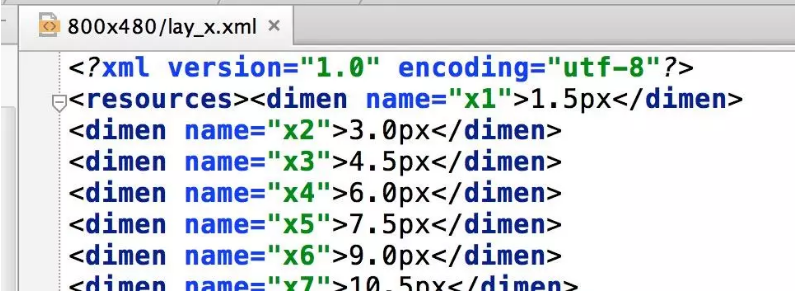 800x480/lay_x.xml
<?xml version="1.0" encoding="utf-8"?>
<resources><dimen name="x1">1.5px</dimen>
<dimen name="x2">3.0px</dimen>
<dimen name="x3">4.5px</dimen>
<dimen name="x4">6.0px</dimen>
<dimen name="x5">7.5px</dimen>
<dimen name="x6">9.0px</dimen>
<dimen name="x7">10.5px</dimen>